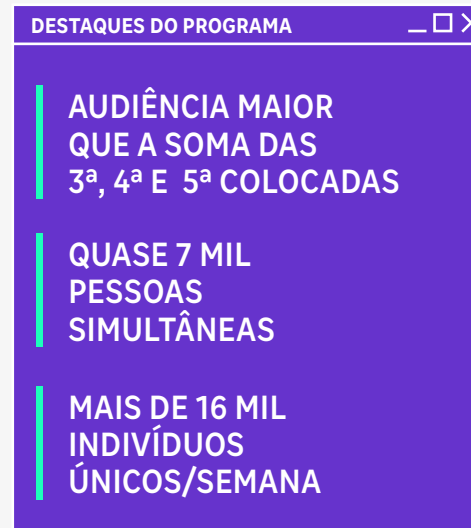 DESTAQUES DO PROGRAMA
AUDIÊNCIA MAIOR
QUE A SOMA DAS
3ª, 4ª E 5ª COLOCADAS
QUASE 7 MIL
PESSOAS
SIMULTÂNEAS
MAIS DE 16 MIL
INDIVÍDUOS
ÚNICOS/SEMANA